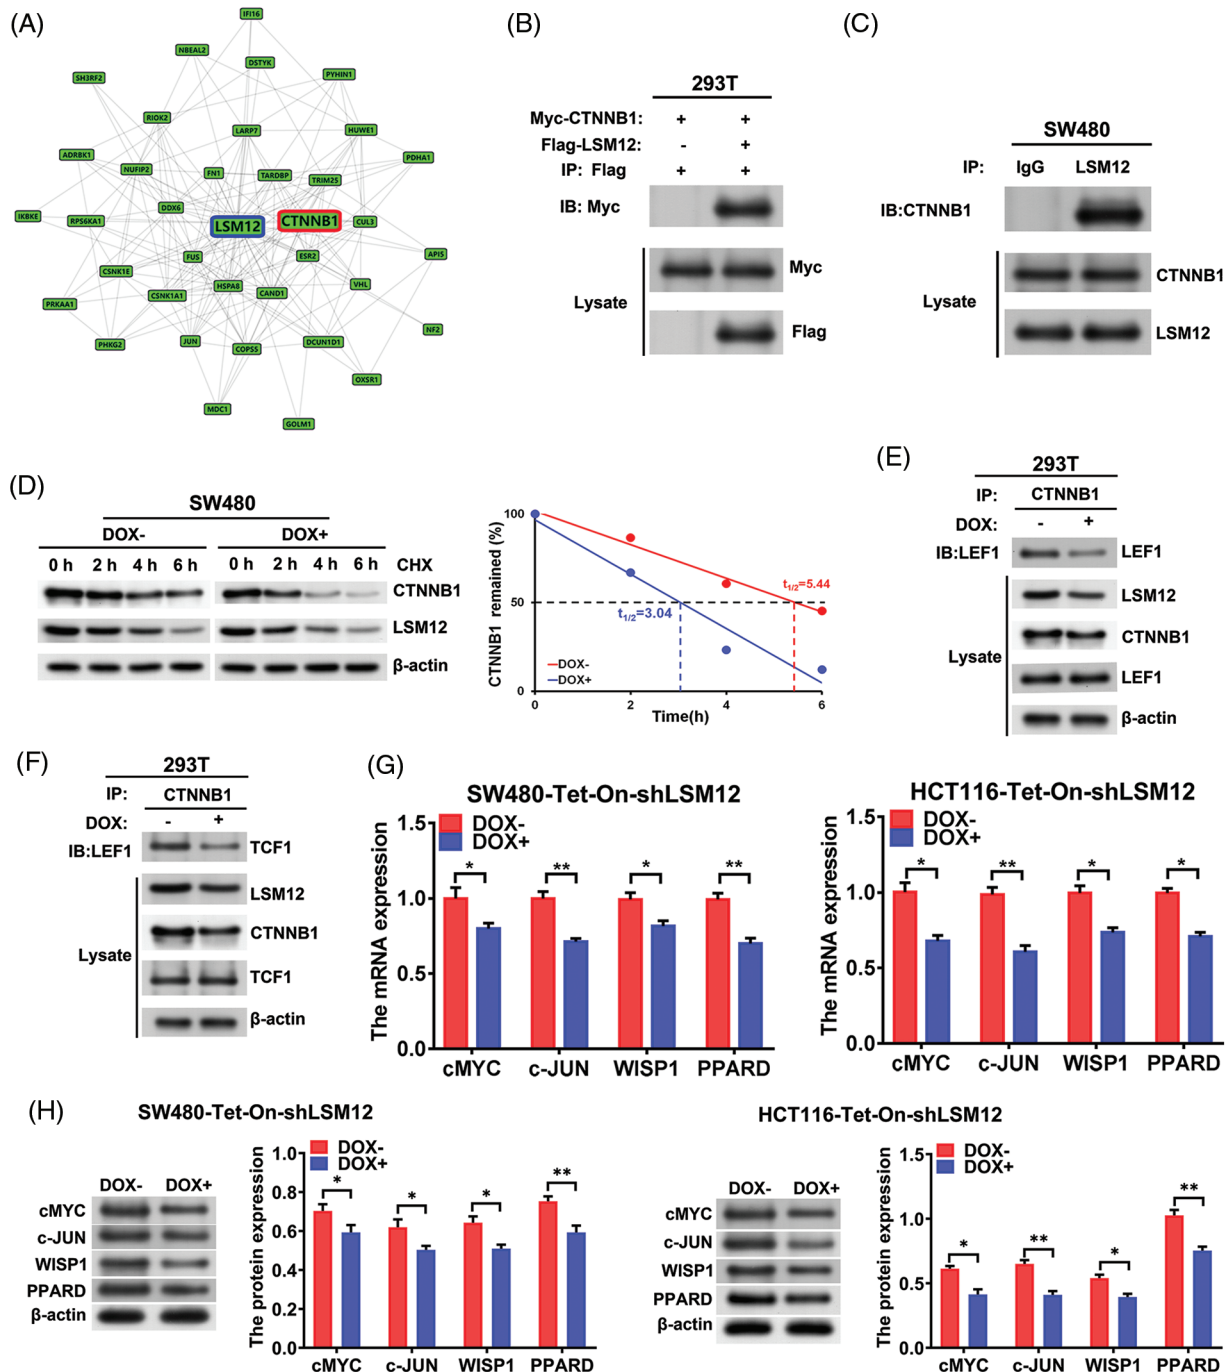 (A)
IFI16
NBEAL2
DSTYK
PYHIN1
SH3RF2
RIOK2
LARP7
HUWE1
ADRBK1
NUFIP2
FN1
TARDBP
TRIM25
PDHA1
IKBKE
RPS6KA1
DDX6
LSM12
CTNNB1
CUL3
FUS
ESR2
API5
CSNK1E
HSPA8
CAND1
VHL
PRKAA1
CSNK1A1
NF2
PHKG2
JUN
COPS5
DCUN1D1
OXSR1
MDC1
GOLM1
(B)
293T
Myc-CTNNB1: + +
Flag-LSM12: - +
IP: Flag + +
IB: Myc
Myc
Lysate
Flag
(C)
SW480
IP: IgG LSM12
IB:CTNNB1
CTNNB1
Lysate
LSM12
(D)
SW480
DOX- DOX+
0 h 2 h 4 h 6 h 0 h 2 h 4 h 6 h CHX
CTNNB1
LSM12
β-actin
CTNNB1 remained (%)
100
50
0
t1/2=5.44
t1/2=3.04
DOX-
DOX+
0 2 4 6
Time(h)
(E)
293T
IP: CTNNB1
DOX: - +
IB:LEF1 LEF1
LSM12
CTNNB1
Lysate
LEF1
β-actin
(F)
293T
IP: CTNNB1
DOX: - +
IB:LEF1 TCF1
LSM12
CTNNB1
Lysate
TCF1
β-actin
(G)
SW480-Tet-On-shLSM12
The mRNA expression
1.5
1.0
0.5
0.0
DOX-
DOX+
* ** * **
cMYC c-JUN WISP1 PPARD
HCT116-Tet-On-shLSM12
The mRNA expression
1.5
1.0
0.5
0.0
DOX-
DOX+
* ** * *
cMYC c-JUN WISP1 PPARD
(H)
SW480-Tet-On-shLSM12
DOX- DOX+
cMYC
c-JUN
WISP1
PPARD
β-actin
The protein expression
1.0
0.8
0.6
0.4
0.2
0.0
DOX-
DOX+
* * * **
cMYC c-JUN WISP1 PPARD
HCT116-Tet-On-shLSM12
DOX- DOX+
cMYC
c-JUN
WISP1
PPARD
β-actin
The protein expression
1.5
1.0
0.5
0.0
DOX-
DOX+
* ** * **
cMYC c-JUN WISP1 PPARD